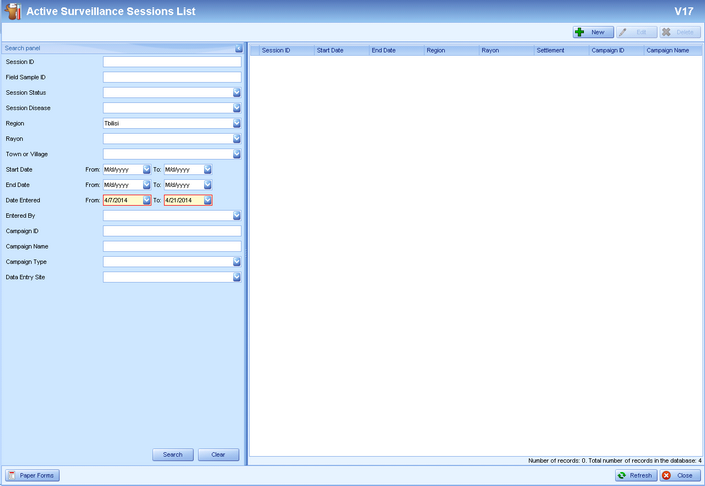 Active Surveillance Sessions List V17
New Edit Delete
Search panel
Session ID Start Date End Date Region Rayon Settlement Campaign ID Campaign Name
Session ID
Field Sample ID
Session Status
Session Disease
Region Tbilisi
Rayon
Town or Village
Start Date From: M/d/yyyy To: M/d/yyyy
End Date From: M/d/yyyy To: M/d/yyyy
Date Entered From: 4/7/2014 To: 4/21/2014
Entered By
Campaign ID
Campaign Name
Campaign Type
Data Entry Site
Search Clear
Number of records: 0. Total number of records in the database: 4
Paper Forms Refresh Close